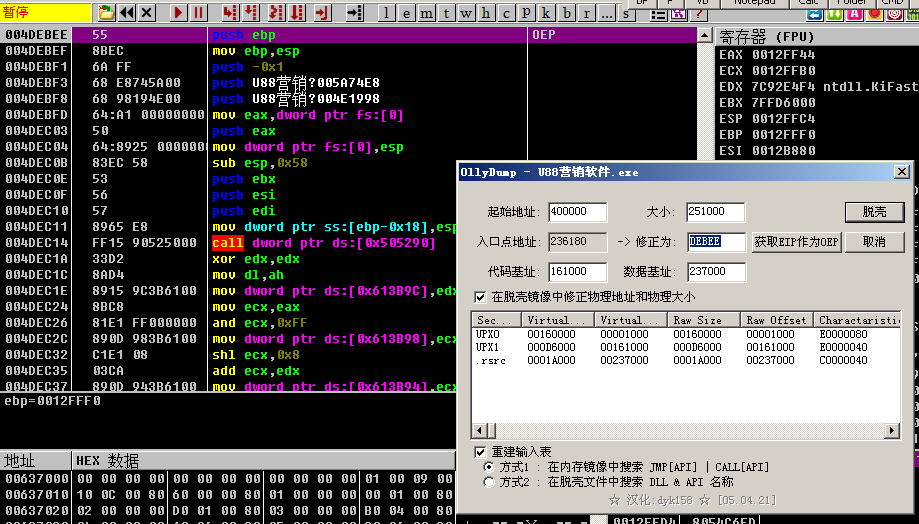 BP P VB Notepad Calc Folder CMD
暂停 l e m t w h c p k b r ... s
004DEBEE 55 push ebp OEP
004DEBEF 8BEC mov ebp,esp
004DEBF1 6A FF push -0x1
004DEBF3 68 E8745A00 push U88营销?005A74E8
004DEBF8 68 98194E00 push U88营销?004E1998
004DEBFD 64:A1 00000000 mov eax,dword ptr fs:[0]
004DEC03 50 push eax
004DEC04 64:8925 0000000 mov dword ptr fs:[0],esp
004DEC0B 83EC 58 sub esp,0x58
004DEC0E 53 push ebx
004DEC0F 56 push esi
004DEC10 57 push edi
004DEC11 8965 E8 mov dword ptr ss:[ebp-0x18],esp
004DEC14 FF15 90525000 call dword ptr ds:[0x505290]
004DEC1A 33D2 xor edx,edx
004DEC1C 8AD4 mov dl,ah
004DEC1E 8915 9C3B6100 mov dword ptr ds:[0x613B9C],edx
004DEC24 8BC8 mov ecx,eax
004DEC26 81E1 FF000000 and ecx,0xFF
004DEC2C 890D 983B6100 mov dword ptr ds:[0x613B98],ecx
004DEC32 C1E1 08 shl ecx,0x8
004DEC35 03CA add ecx,edx
004DEC37 890D 943B6100 mov dword ptr ds:[0x613B94],ecx
ebp=0012FFF0
寄存器 (FPU)
EAX 0012FF44
ECX 0012FFB0
EDX 7C92E4F4 ntdll.KiFast
EBX 7FFD6000
ESP 0012FFC4
EBP 0012FFF0
ESI 0012B880
OllyDump - U88营销软件.exe
起始地址: 400000 大小: 251000 脱壳
入口点地址: 236180 -> 修正为: DEBEE 获取EIP作为OEP 取消
代码基址: 161000 数据基址: 237000
在脱壳镜像中修正物理地址和物理大小
Sec... Virtual... Virtual... Raw Size Raw Offset Characteristic
UPX0 00160000 00001000 00160000 00001000 E0000080
UPX1 000D6000 00161000 000D6000 00161000 E0000040
.rsrc 0001A000 00237000 0001A000 00237000 C0000040
重建输入表
方式1 : 在内存镜像中搜索 JMP[API] | CALL[API]
方式2 : 在脱壳文件中搜索 DLL & API 名称
☆ 汉化:dyk158 ☆ [05.04.21]
地址 HEX 数据
00637000 00 00 00 00 00 00 00 00 00 00 00 00 01 00 09 00
00637010 10 0C 00 80 60 00 00 80 01 00 00 00 00 01 00 80
00637020 02 00 00 00 D0 01 00 80 03 00 00 00 B0 04 00 80
0012FFD4 8054C6ED